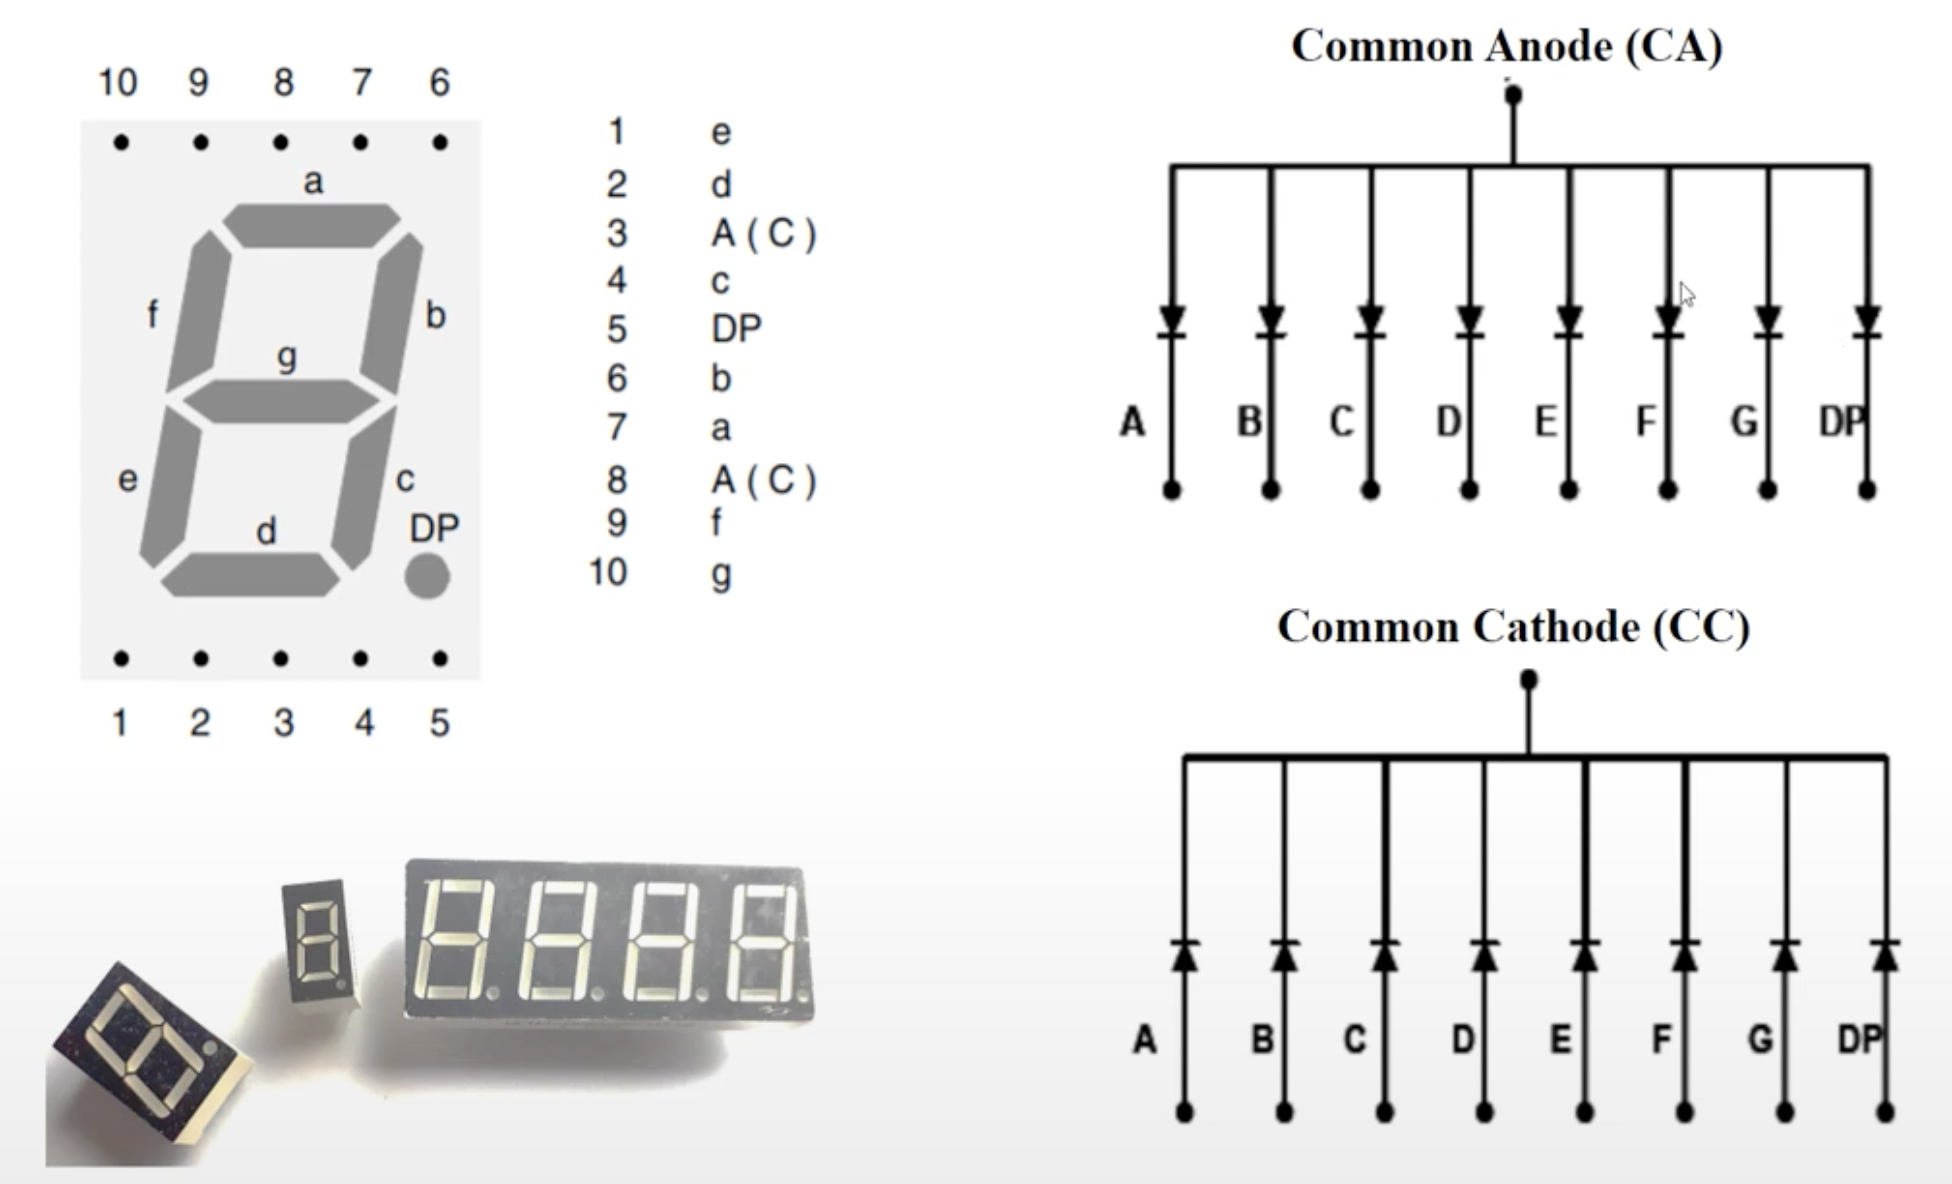 10 9 8 7 6
a
f b
g
e c
d DP
1 2 3 4 5
1 e
2 d
3 A ( C )
4 c
5 DP
6 b
7 a
8 A ( C )
9 f
10 g
Common Anode (CA)
A B C D E F G DP
Common Cathode (CC)
A B C D E F G DP